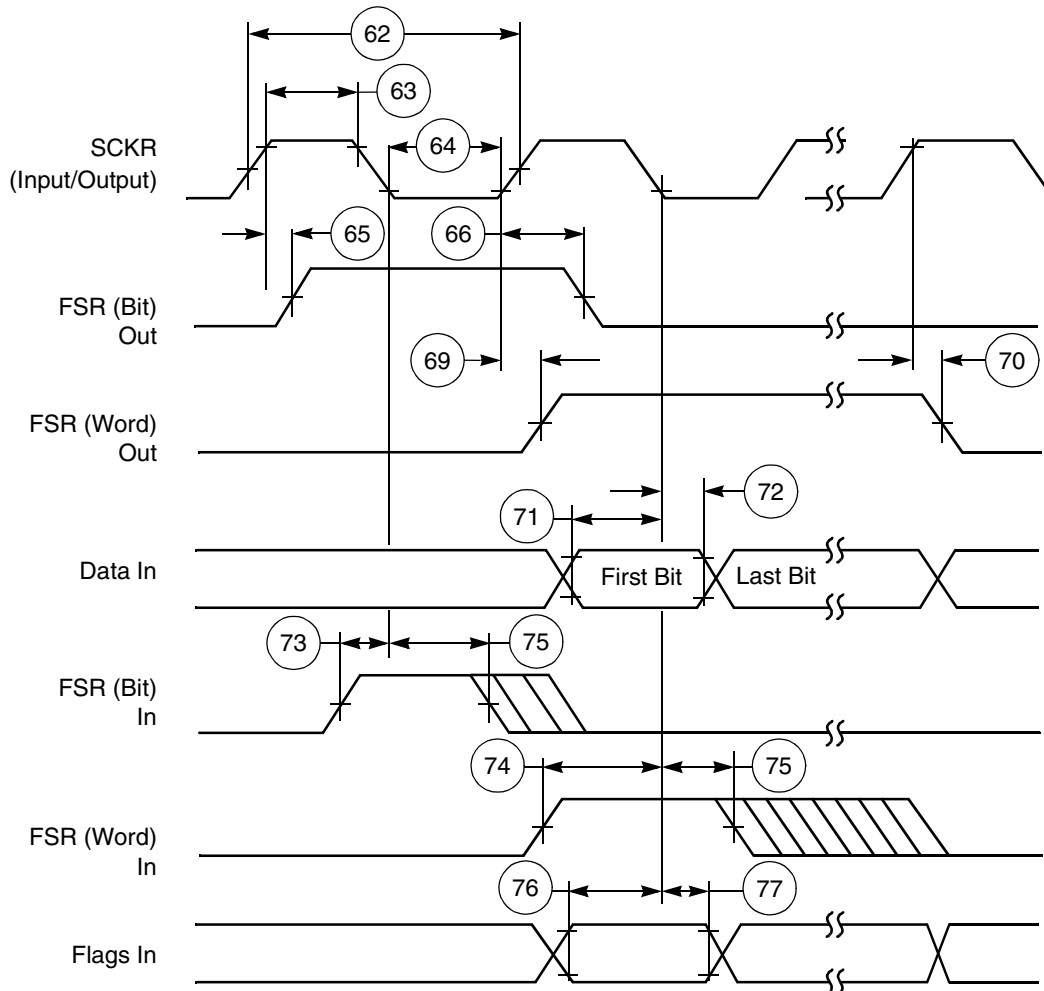 62
63
SCKR
(Input/Output)
64
65
66
FSR (Bit)
Out
69
70
FSR (Word)
Out
71
72
Data In
First Bit
Last Bit
73
75
FSR (Bit)
In
74
75
FSR (Word)
In
76
77
Flags In